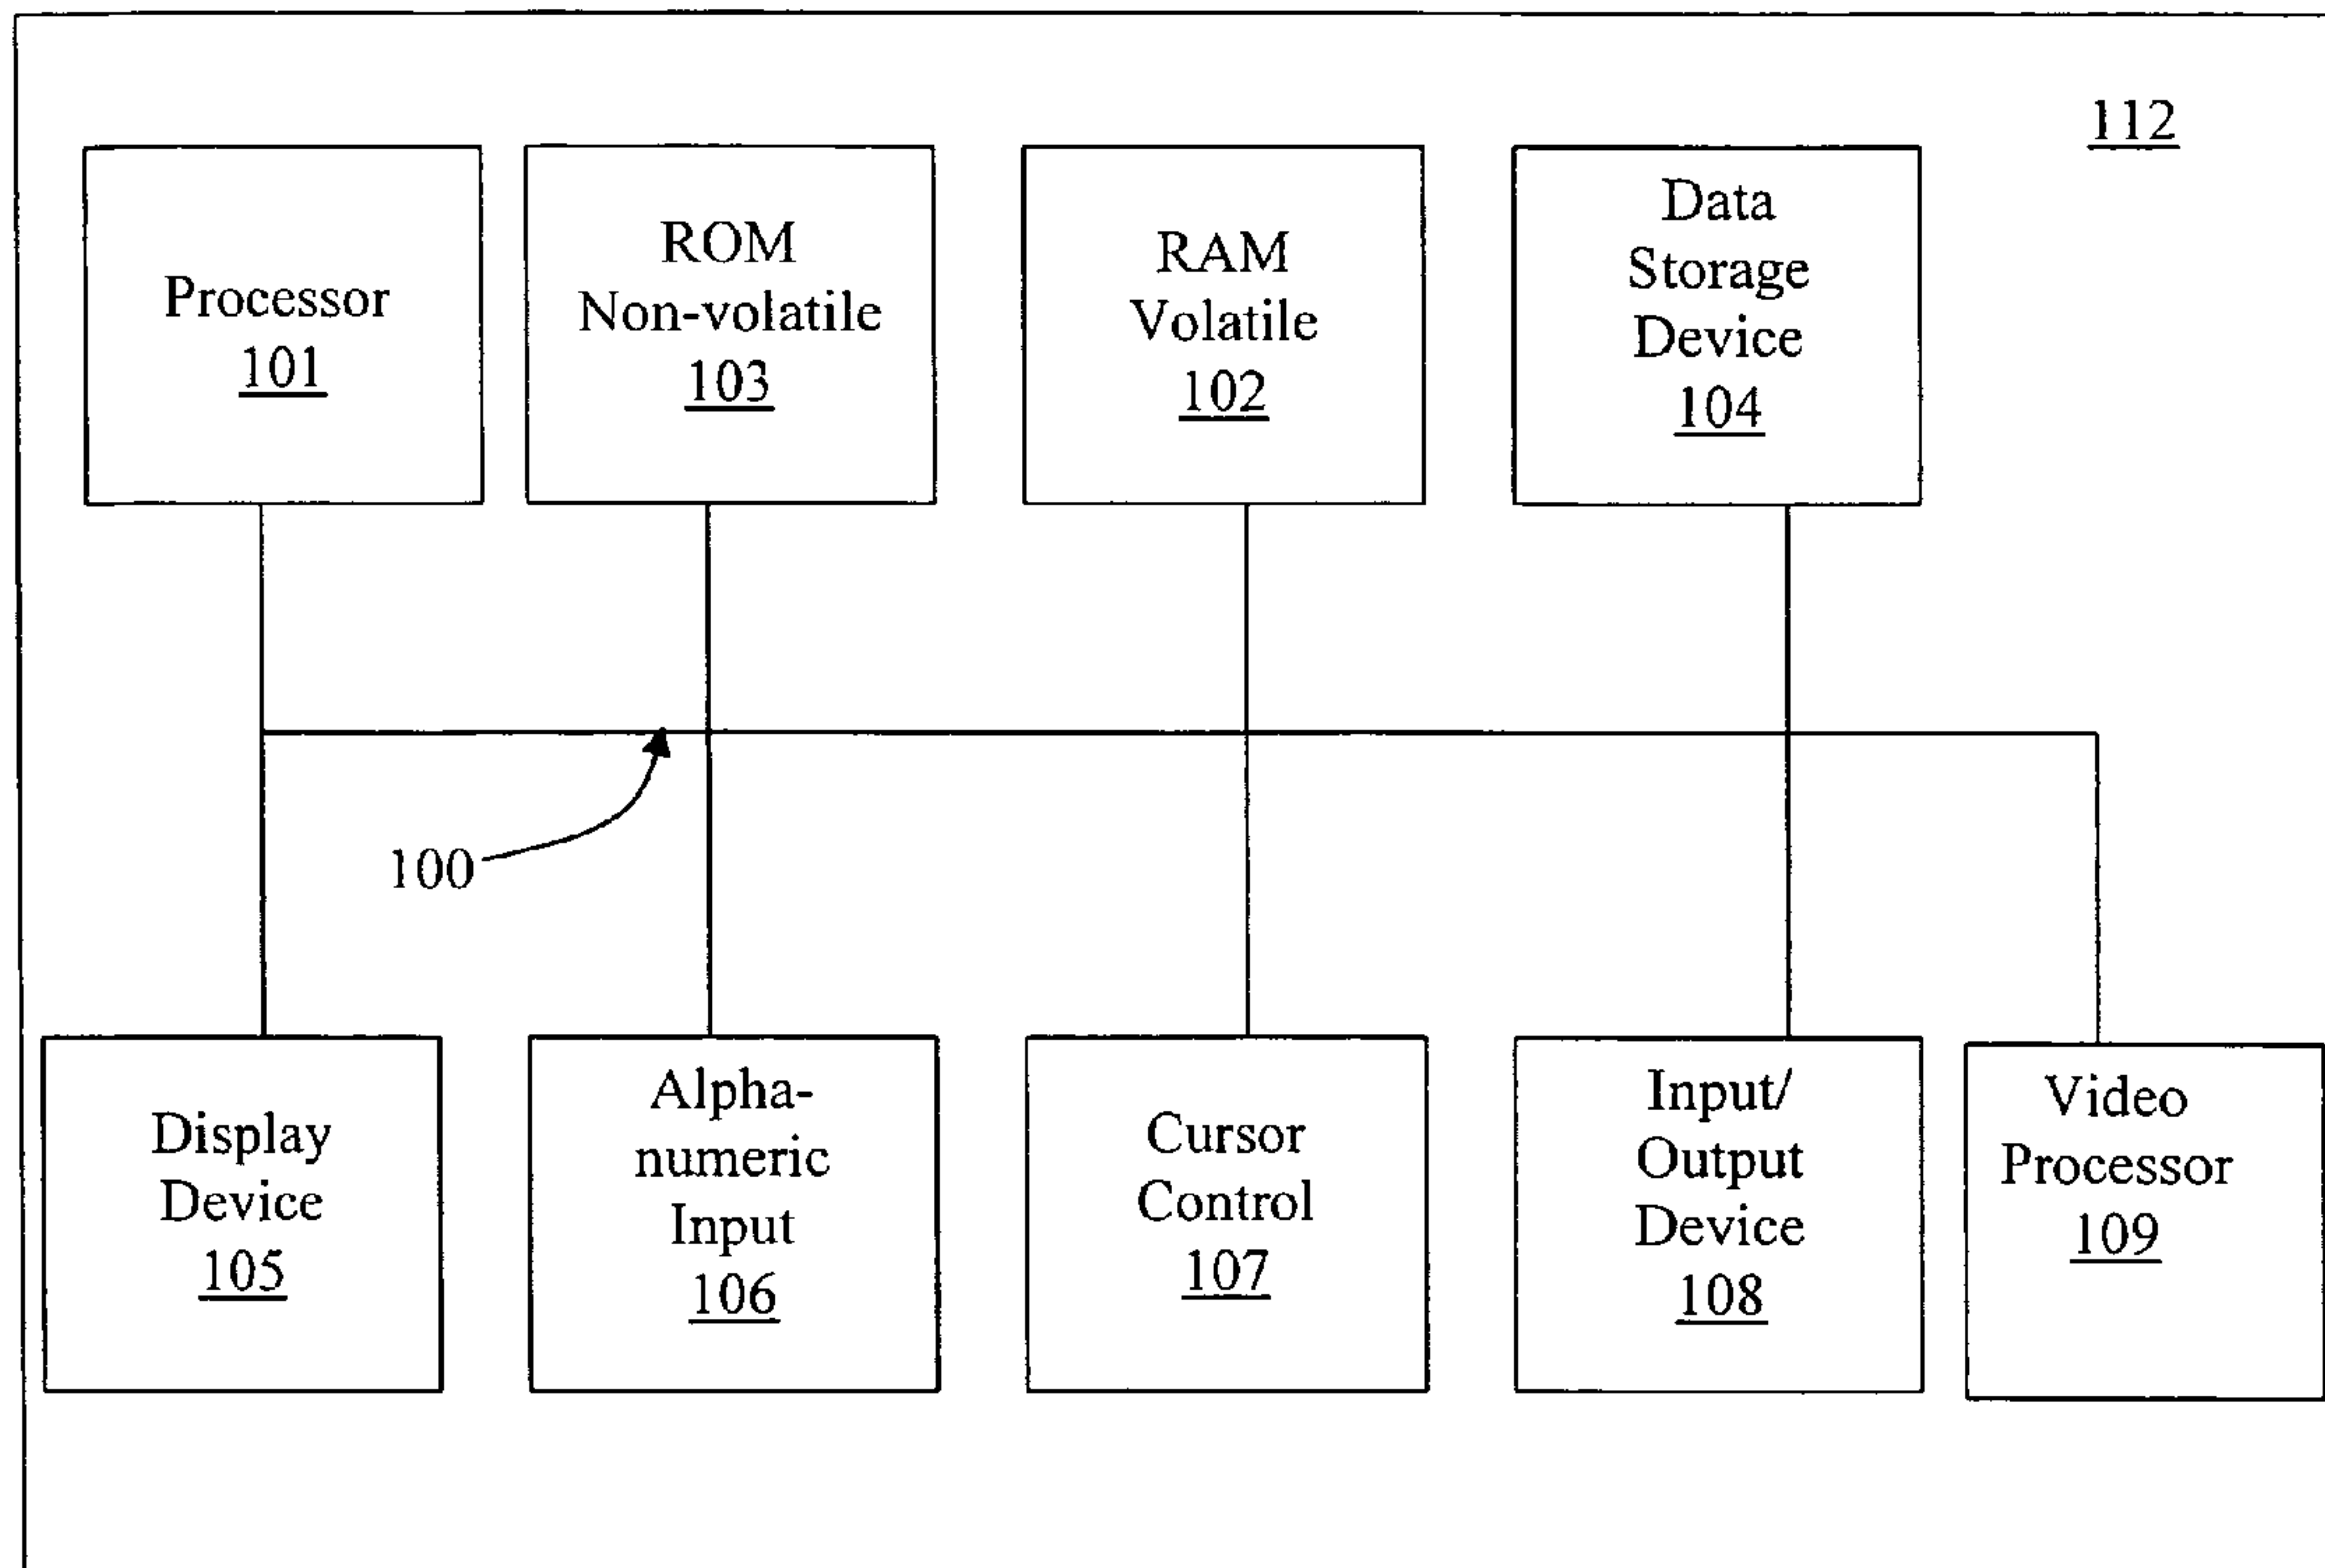 112
Processor
101
ROM
Non-volatile
103
RAM
Volatile
102
Data
Storage
Device
104
100
Display
Device
105
Alpha-
numeric
Input
106
Cursor
Control
107
Input/
Output
Device
108
Video
Processor
109